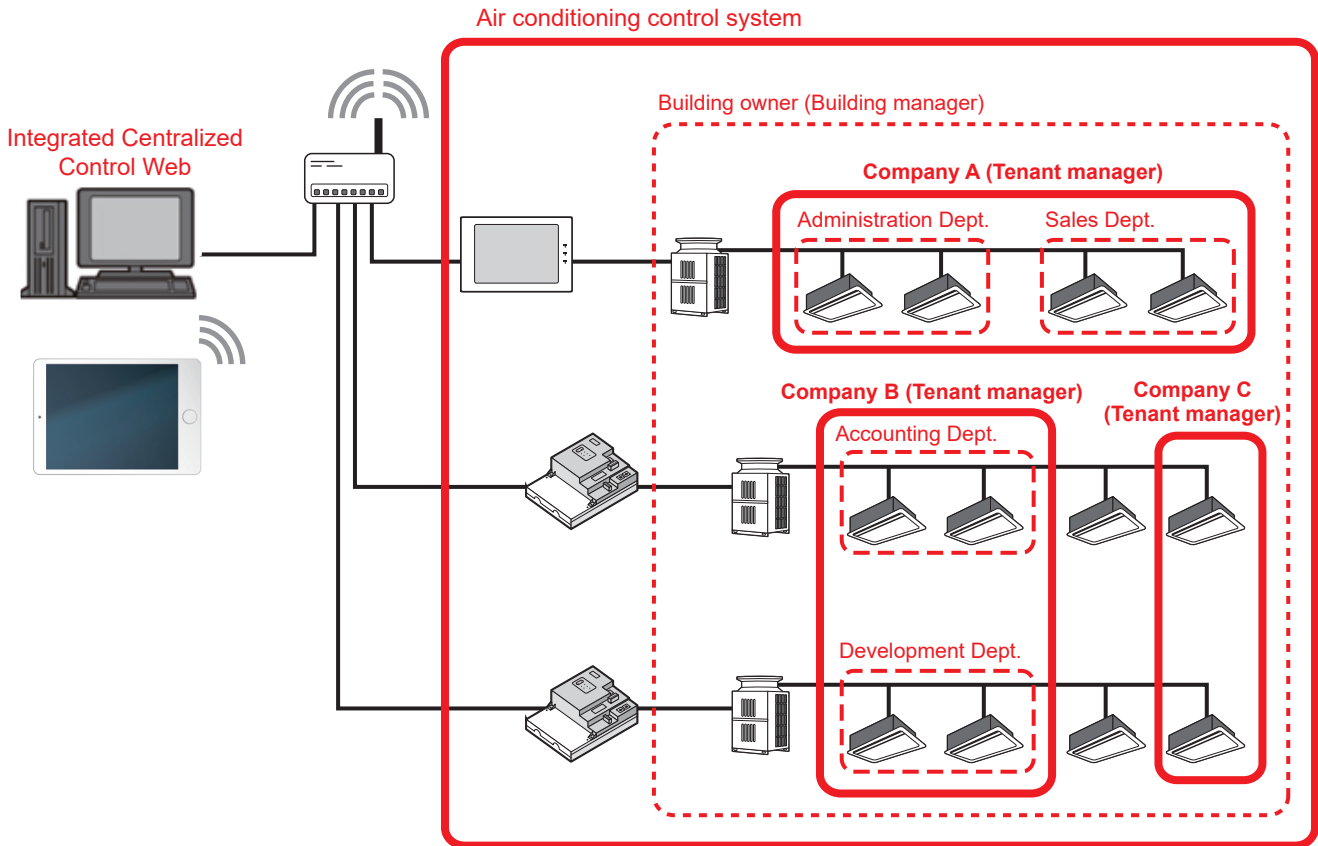 Air conditioning control system
Building owner (Building manager)
Integrated Centralized
Control Web
Company A (Tenant manager)
Administration Dept.
Sales Dept.
Company B (Tenant manager)
Company C
(Tenant manager)
Accounting Dept.
Development Dept.